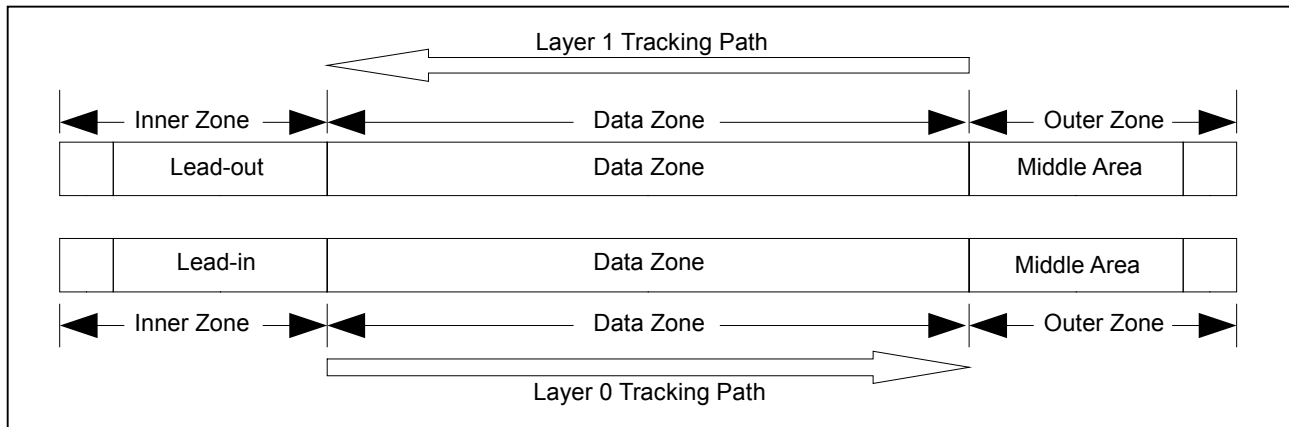 Layer 1 Tracking Path
Inner Zone Data Zone Outer Zone
Lead-out Data Zone Middle Area
Lead-in Data Zone Middle Area
Inner Zone Data Zone Outer Zone
Layer 0 Tracking Path